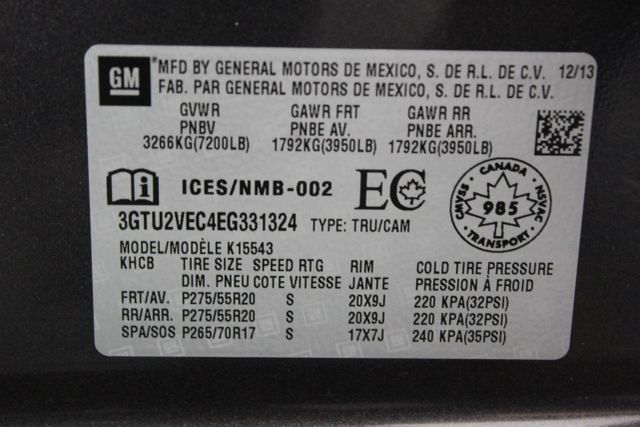 GM
*MFD BY GENERAL MOTORS DE MEXICO, S. DE R.L. DE C.V. 12/13
FAB. PAR GENERAL MOTORS DE MEXICO, S. DE R.L. DE C.V.
GVWR GAWR FRT GAWR RR
PNBV PNBE AV. PNBE ARR.
3266KG(7200LB) 1792KG(3950LB) 1792KG(3950LB)
i ICES/NMB-002 EC CANADA CMVSS 985 NSVAC TRANSPORT
3GTU2VEC4EG331324 TYPE: TRU/CAM
MODEL/MODÈLE K15543
KHCB TIRE SIZE SPEED RTG RIM COLD TIRE PRESSURE
DIM. PNEU COTE VITESSE JANTE PRESSION À FROID
FRT/AV. P275/55R20 S 20X9J 220 KPA(32PSI)
RR/ARR. P275/55R20 S 20X9J 220 KPA(32PSI)
SPA/SOS P265/70R17 S 17X7J 240 KPA(35PSI)